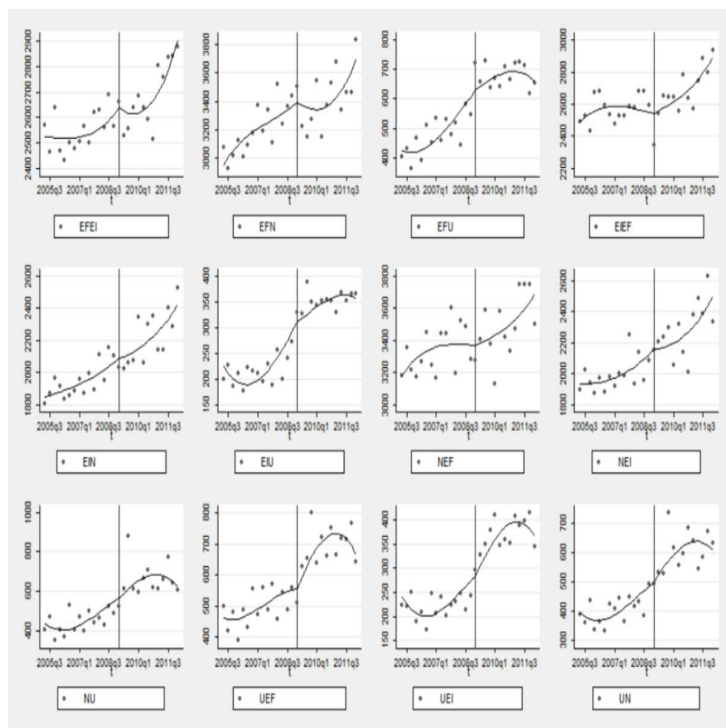 2400 2500 2600 2700 2800 2900
2005q3 2007q1 2008q3 2010q1 2011q3
t
EFEI
3000 3200 3400 3600 3800
2005q3 2007q1 2008q3 2010q1 2011q3
t
EFN
400 500 600 700 800
2005q3 2007q1 2008q3 2010q1 2011q3
t
EFU
2200 2400 2600 2800 3000
2005q3 2007q1 2008q3 2010q1 2011q3
t
EIEF
1800 2000 2200 2400 2600
2005q3 2007q1 2008q3 2010q1 2011q3
t
EIN
150 200 250 300 350 400
2005q3 2007q1 2008q3 2010q1 2011q3
t
EIU
3000 3200 3400 3600 3800
2005q3 2007q1 2008q3 2010q1 2011q3
t
NEF
1800 2000 2200 2400 2600
2005q3 2007q1 2008q3 2010q1 2011q3
t
NEI
400 600 800 1000
2005q3 2007q1 2008q3 2010q1 2011q3
t
NU
400 500 600 700 800
2005q3 2007q1 2008q3 2010q1 2011q3
t
UEF
150 200 250 300 350 400
2005q3 2007q1 2008q3 2010q1 2011q3
t
UEI
300 400 500 600 700
2005q3 2007q1 2008q3 2010q1 2011q3
t
UN